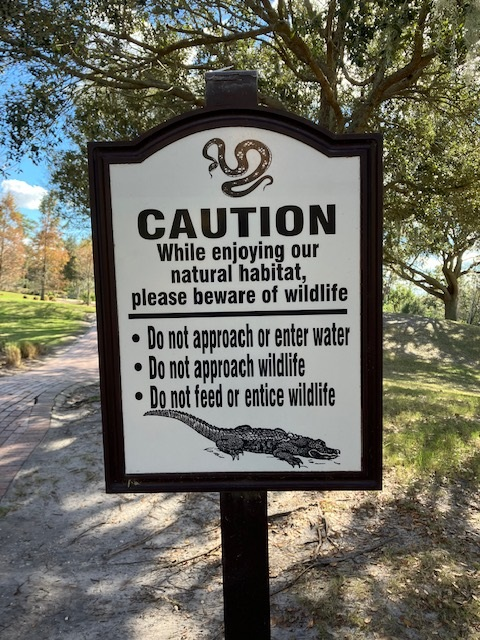 CAUTION
While enjoying our
natural habitat,
please beware of wildlife
• Do not approach or enter water
• Do not approach wildlife
• Do not feed or entice wildlife